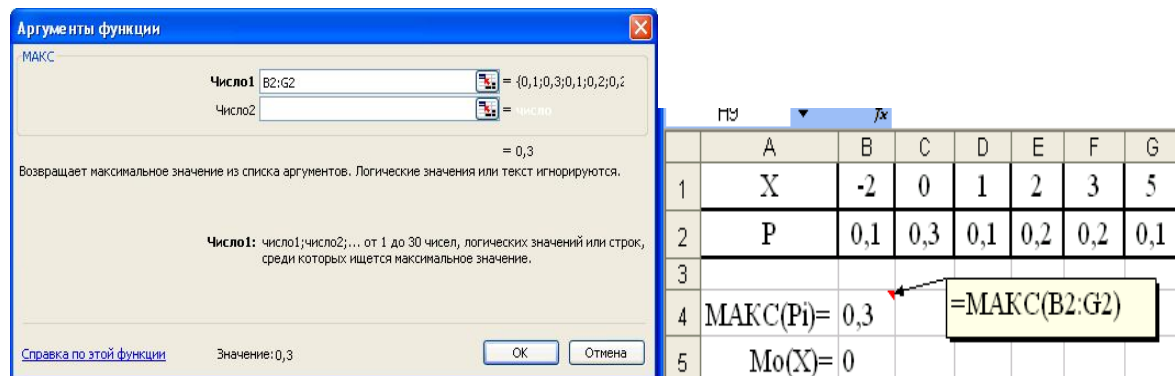 Аргументы функции
МАКС
Число1 B2:G2 = {0,1;0,3;0,1;0,2;0,2
Число2 = число
= 0,3
Возвращает максимальное значение из списка аргументов. Логические значения или текст игнорируются.
Число1: число1;число2;... от 1 до 30 чисел, логических значений или строк,
среди которых ищется максимальное значение.
Справка по этой функции Значение:0,3 ОК Отмена
H9 fx
A B C D E F G
1 X -2 0 1 2 3 5
2 P 0,1 0,3 0,1 0,2 0,2 0,1
3
4 МАКС(Pi)= 0,3 =МАКС(B2:G2)
5 Mo(X)= 0